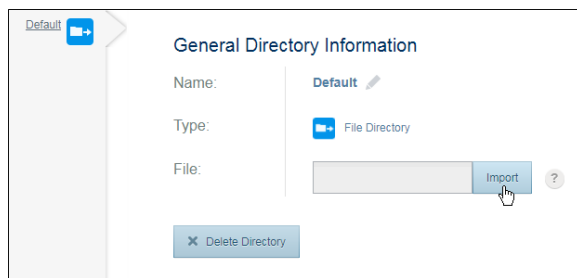 Default
General Directory Information
Name:
Default
Type:
File Directory
File:
Import
?
Delete Directory